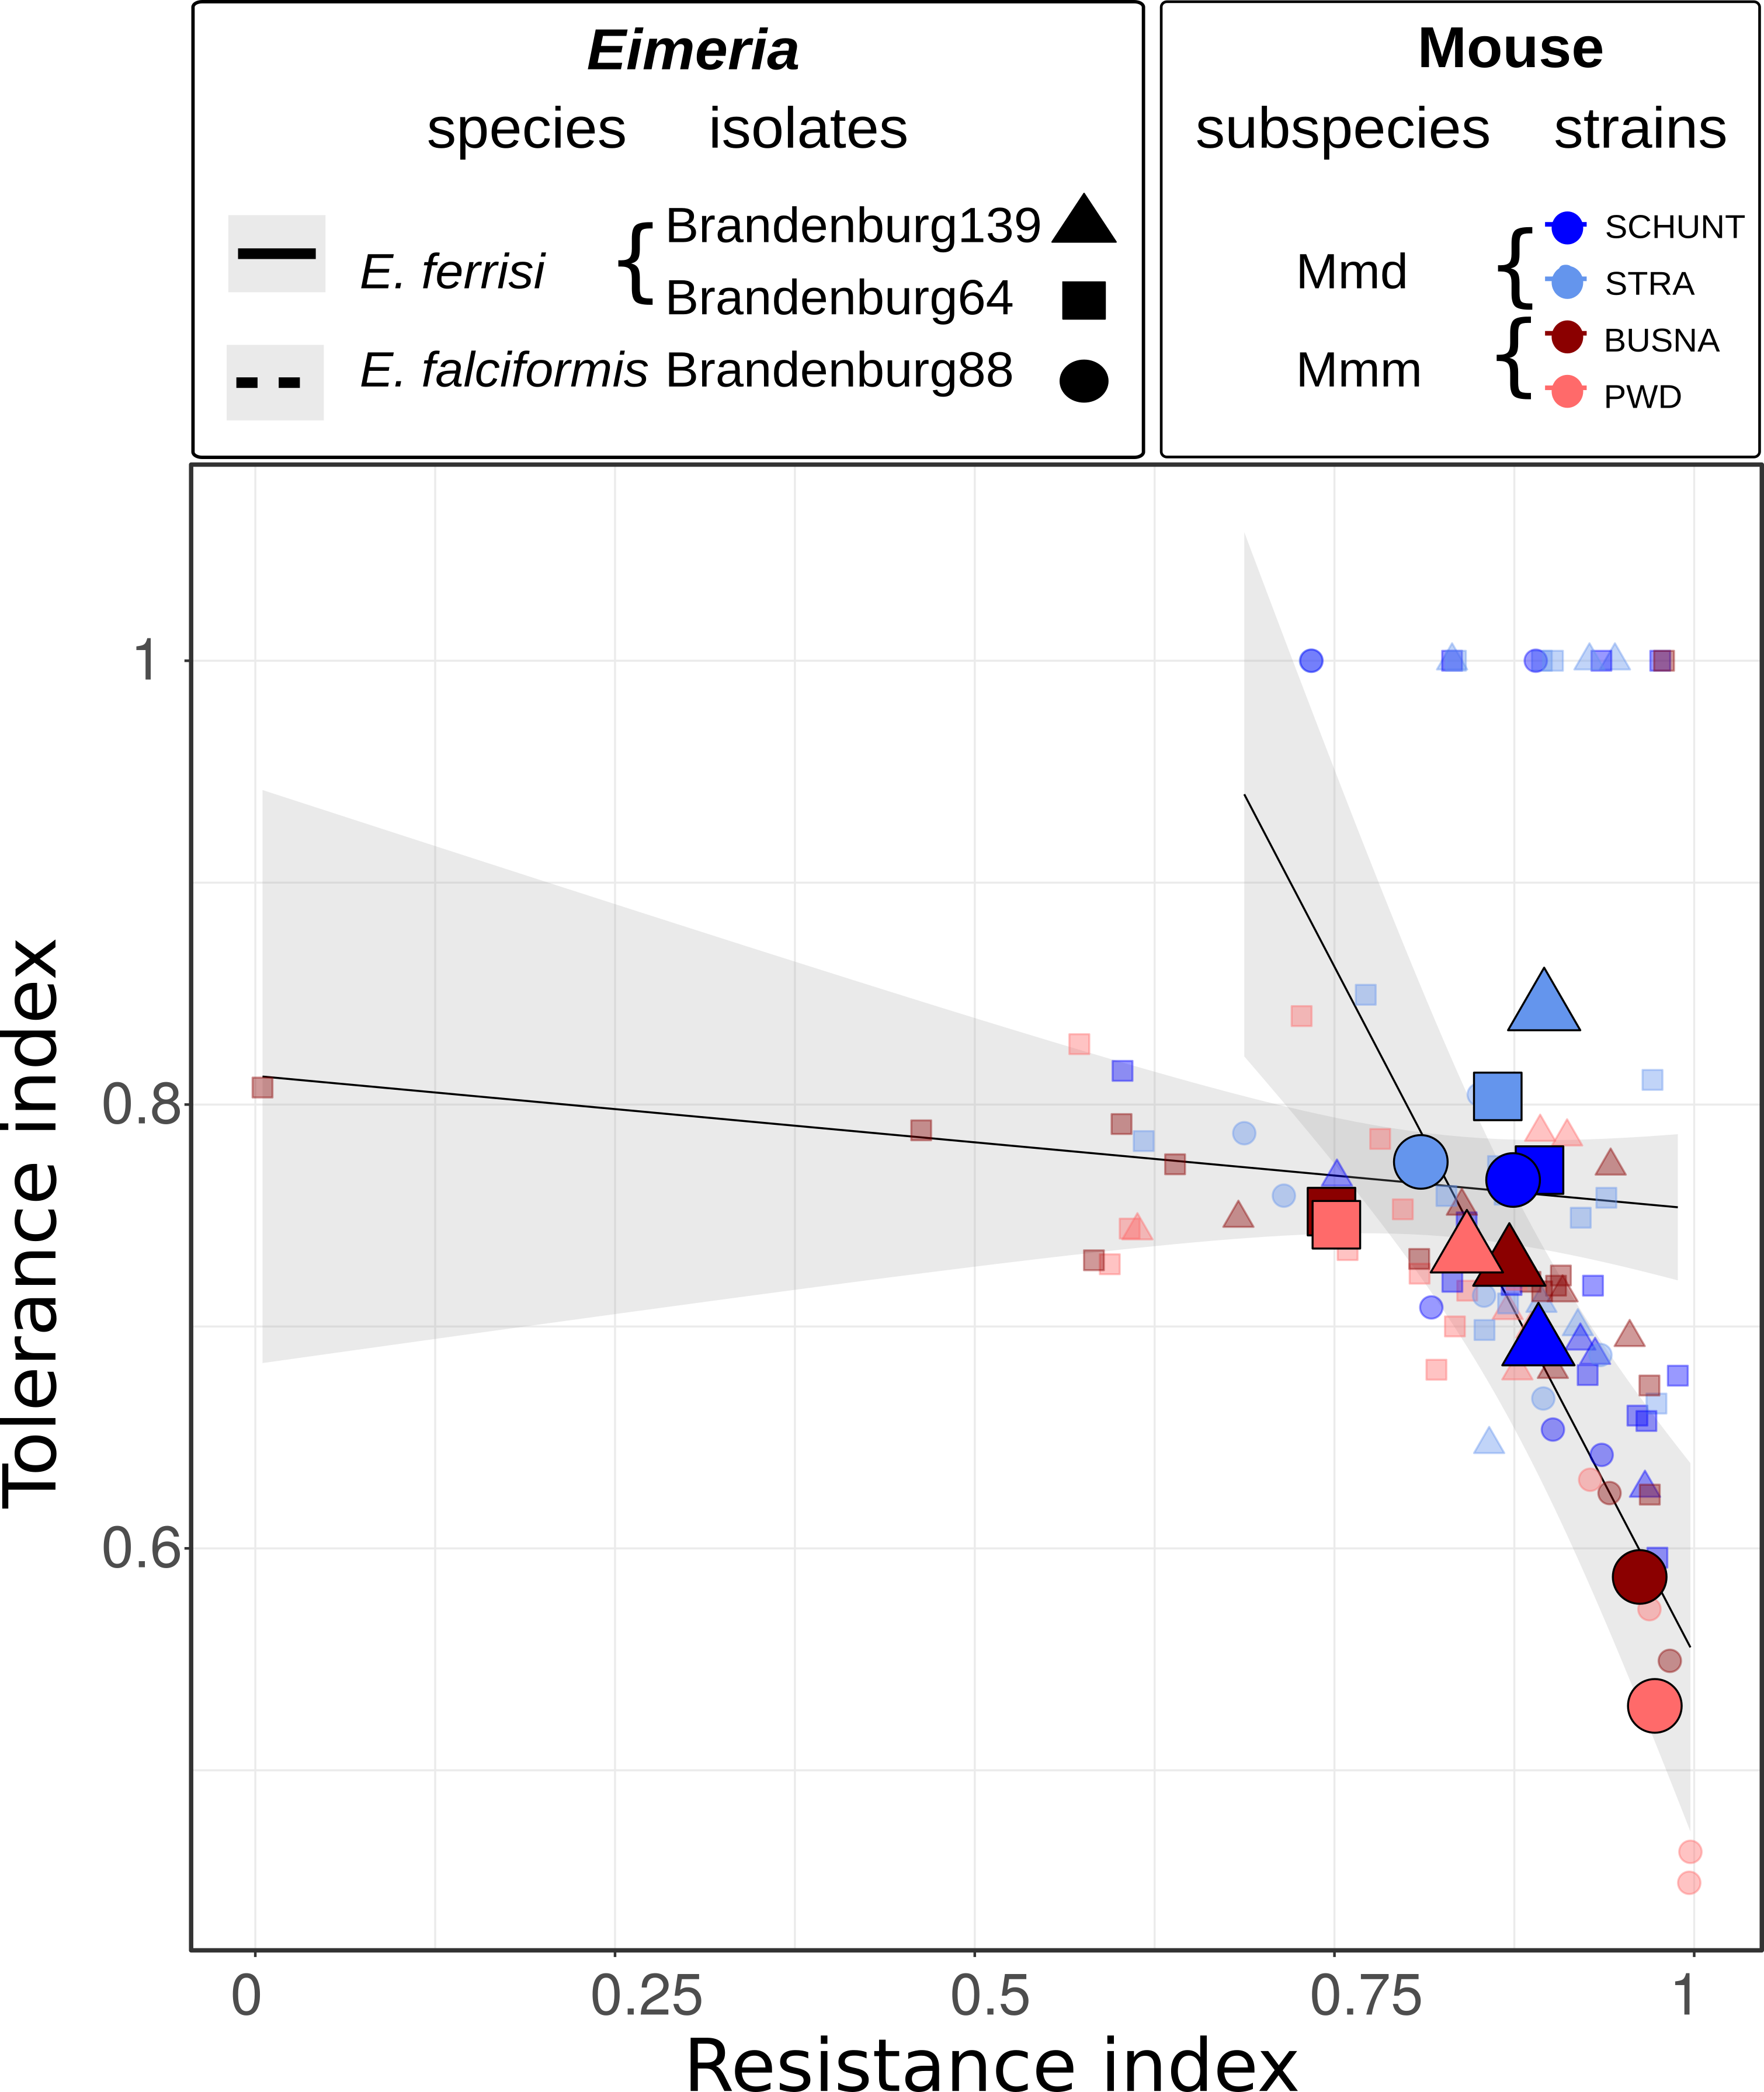 Eimeria
species isolates
E. ferrisi { Brandenburg139
Brandenburg64
E. falciformis Brandenburg88
Mouse
subspecies strains
Mmd { SCHUNT
STRA
Mmm { BUSNA
PWD
Tolerance index
1
0.8
0.6
0 0.25 0.5 0.75 1
Resistance index